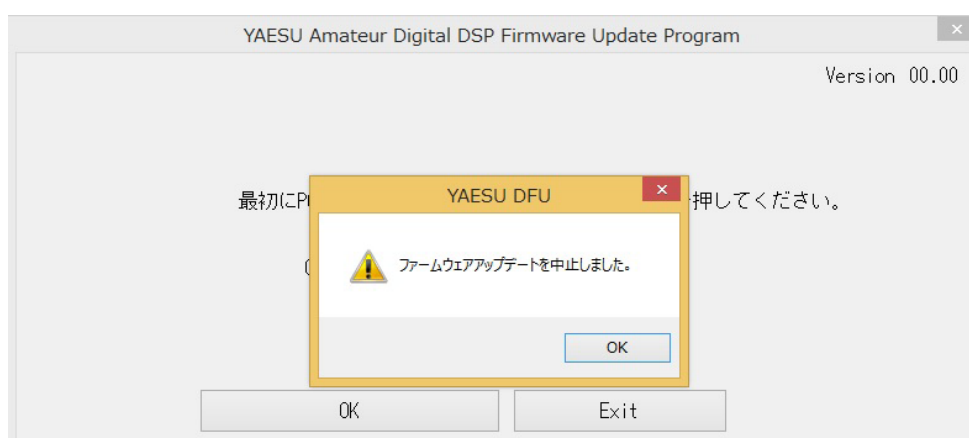 YAESU Amateur Digital DSP Firmware Update Program
Version 00.00
最初にP
押してください。
YAESU DFU
ファームウェアアップデートを中止しました。
OK
OK
Exit